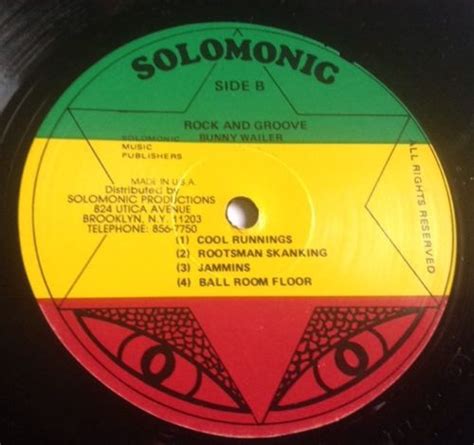 SOLOMONIC
SIDE B
ROCK AND GROOVE
BUNNY WAILER
SOLOMONIC
MUSIC
PUBLISHERS
MADE IN U.S.A.
Distributed by
SOLOMONIC PRODUCTIONS
824 UTICA AVENUE
BROOKLYN, N.Y. 11203
TELEPHONE: 856-7750
(1) COOL RUNNINGS
(2) ROOTSMAN SKANKING
(3) JAMMINS
(4) BALL ROOM FLOOR
ALL RIGHTS RESERVED